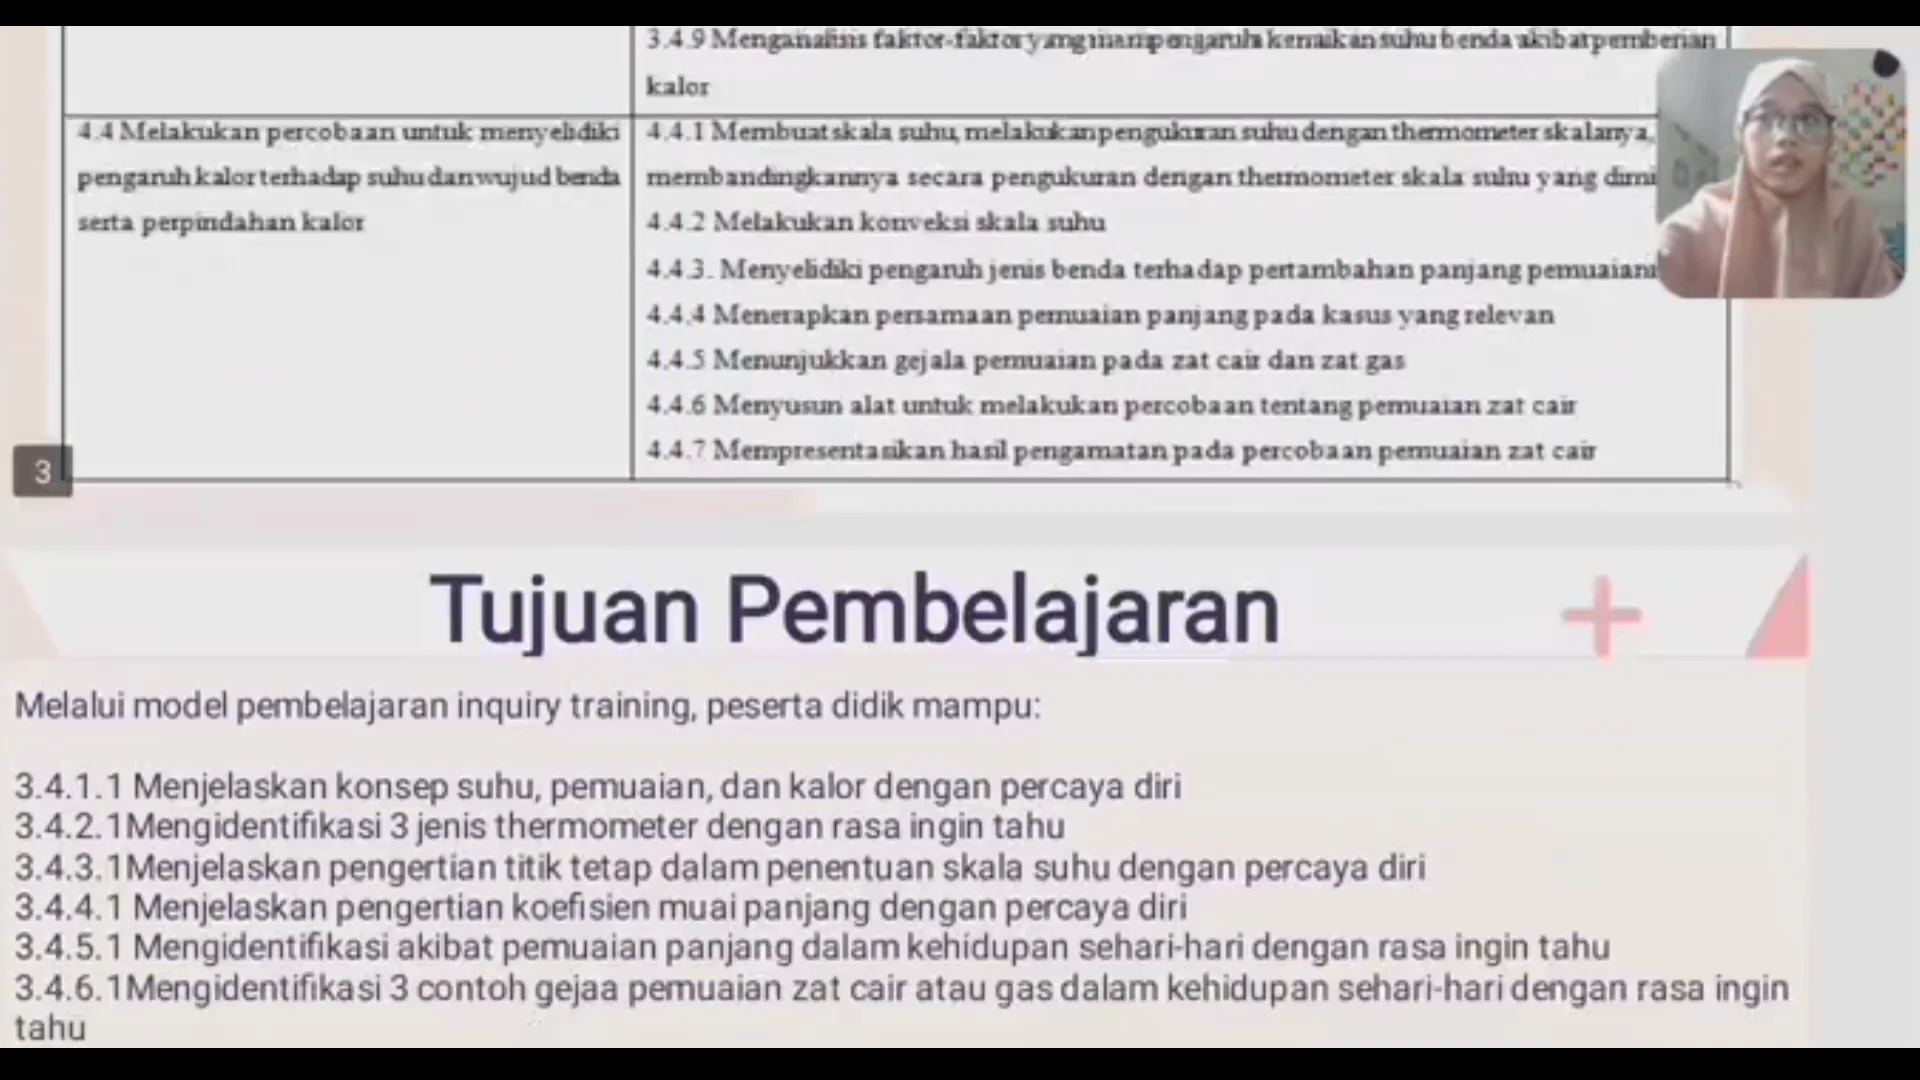 3.4.9 Menganalisis faktor-faktor yang mempengaruhi kenaikan suhu benda akibat pemberian
kalor
4.4 Melakukan percobaan untuk menyelidiki
pengaruh kalor terhadap suhu dan wujud benda
serta perpindahan kalor
4.4.1 Membuat skala suhu, melakukan pengukuran suhu dengan thermometer skalanya,
membandingkannya secara pengukuran dengan thermometer skala suhu yang dimi
4.4.2 Melakukan konveksi skala suhu
4.4.3. Menyelidiki pengaruh jenis benda terhadap pertambahan panjang pemuaian
4.4.4 Menerapkan persamaan pemuaian panjang pada kasus yang relevan
4.4.5 Menunjukkan gejala pemuaian pada zat cair dan zat gas
4.4.6 Menyusun alat untuk melakukan percobaan tentang pemuaian zat cair
4.4.7 Mempresentasikan hasil pengamatan pada percobaan pemuaian zat cair
3
Tujuan Pembelajaran
Melalui model pembelajaran inquiry training, peserta didik mampu:
3.4.1.1 Menjelaskan konsep suhu, pemuaian, dan kalor dengan percaya diri
3.4.2.1Mengidentifikasi 3 jenis thermometer dengan rasa ingin tahu
3.4.3.1Menjelaskan pengertian titik tetap dalam penentuan skala suhu dengan percaya diri
3.4.4.1 Menjelaskan pengertian koefisien muai panjang dengan percaya diri
3.4.5.1 Mengidentifikasi akibat pemuaian panjang dalam kehidupan sehari-hari dengan rasa ingin tahu
3.4.6.1Mengidentifikasi 3 contoh gejaa pemuaian zat cair atau gas dalam kehidupan sehari-hari dengan rasa ingin
tahu